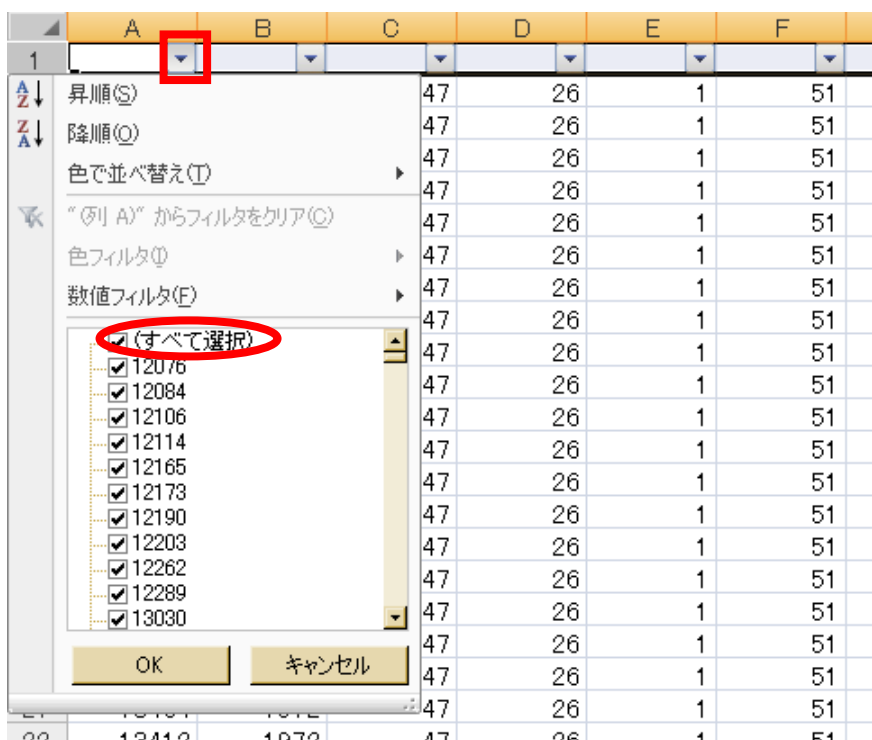 A B C D E F
1
昇順(S) 47 26 1 51
降順(O) 47 26 1 51
色で並べ替え(T) 47 26 1 51
47 26 1 51
"(列 A)" からフィルタをクリア(C) 47 26 1 51
色フィルタ(I) 47 26 1 51
数値フィルタ(F) 47 26 1 51
47 26 1 51
(すべて選択) 47 26 1 51
12076 47 26 1 51
12084
12106 47 26 1 51
12114 47 26 1 51
12165
12173 47 26 1 51
12190 47 26 1 51
12203 47 26 1 51
12262 47 26 1 51
12289
13030 47 26 1 51
47 26 1 51
OK キャンセル 47 26 1 51
47 26 1 51